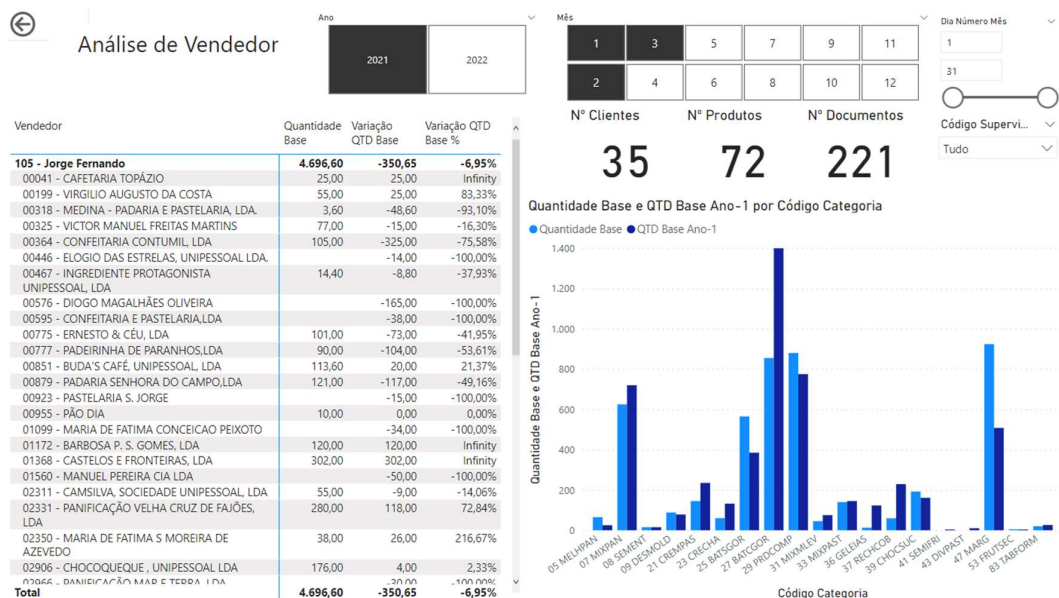 Análise de Vendedor
Ano
2021
2022
Mês
1 3 5 7 9 11
2 4 6 8 10 12
Dia Número Mês
1
31
Código Supervi...
Tudo
Nº Clientes Nº Produtos Nº Documentos
35 72 221
Vendedor Quantidade Base Variação QTD Base Variação QTD Base %
105 - Jorge Fernando 4.696,60 -350,65 -6,95%
00041 - CAFETARIA TOPÁZIO 25,00 25,00 Infinity
00199 - VIRGILIO AUGUSTO DA COSTA 55,00 25,00 83,33%
00318 - MEDINA - PADARIA E PASTELARIA, LDA. 3,60 -48,60 -93,10%
00325 - VICTOR MANUEL FREITAS MARTINS 77,00 -15,00 -16,30%
00364 - CONFEITARIA CONTUMIL, LDA 105,00 -325,00 -75,58%
00446 - ELOGIO DAS ESTRELAS, UNIPESSOAL LDA. -14,00 -100,00%
00467 - INGREDIENTE PROTAGONISTA 14,40 -8,80 -37,93%
UNIPESSOAL, LDA
00576 - DIOGO MAGALHÃES OLIVEIRA -165,00 -100,00%
00595 - CONFEITARIA E PASTELARIA,LDA -38,00 -100,00%
00775 - ERNESTO & CÉU, LDA 101,00 -73,00 -41,95%
00777 - PADEIRINHA DE PARANHOS,LDA 90,00 -104,00 -53,61%
00851 - BUDA'S CAFÉ, UNIPESSOAL, LDA 113,60 20,00 21,37%
00879 - PADARIA SENHORA DO CAMPO,LDA 121,00 -117,00 -49,16%
00923 - PASTELARIA S. JORGE -15,00 -100,00%
00955 - PÃO DIA 10,00 0,00 0,00%
01099 - MARIA DE FATIMA CONCEICAO PEIXOTO -34,00 -100,00%
01172 - BARBOSA P. S. GOMES, LDA 120,00 120,00 Infinity
01368 - CASTELOS E FRONTEIRAS, LDA 302,00 302,00 Infinity
01560 - MANUEL PEREIRA CIA LDA -50,00 -100,00%
02311 - CAMSILVA, SOCIEDADE UNIPESSOAL, LDA 55,00 -9,00 -14,06%
02331 - PANIFICAÇÃO VELHA CRUZ DE FAJÕES, 280,00 118,00 72,84%
LDA
02350 - MARIA DE FATIMA S MOREIRA DE 38,00 26,00 216,67%
AZEVEDO
02906 - CHOCOQUEQUE , UNIPESSOAL LDA 176,00 4,00 2,33%
02966 - PANIFICAÇÃO MAR E TERRA, LDA -30,00 -100,00%
Total 4.696,60 -350,65 -6,95%
Quantidade Base e QTD Base Ano-1 por Código Categoria
Quantidade Base QTD Base Ano-1
Quantidade Base e QTD Base Ano-1
1.400
1.200
1.000
800
600
400
200
0
05 MELHPAN
07 MIXPAN
08 SEMENT
09 DESMOLD
21 CREMPAS
23 CRECHA
25 BATSGOR
27 BATCGOR
29 PRDCOMP
31 MIXMLEV
33 MIXPAST
36 GELEIAS
37 RECHCOB
39 CHOCSUC
41 SEMIFRI
43 DIVPAST
47 MARG
53 FRUTSEC
83 TABFORM
Código Categoria